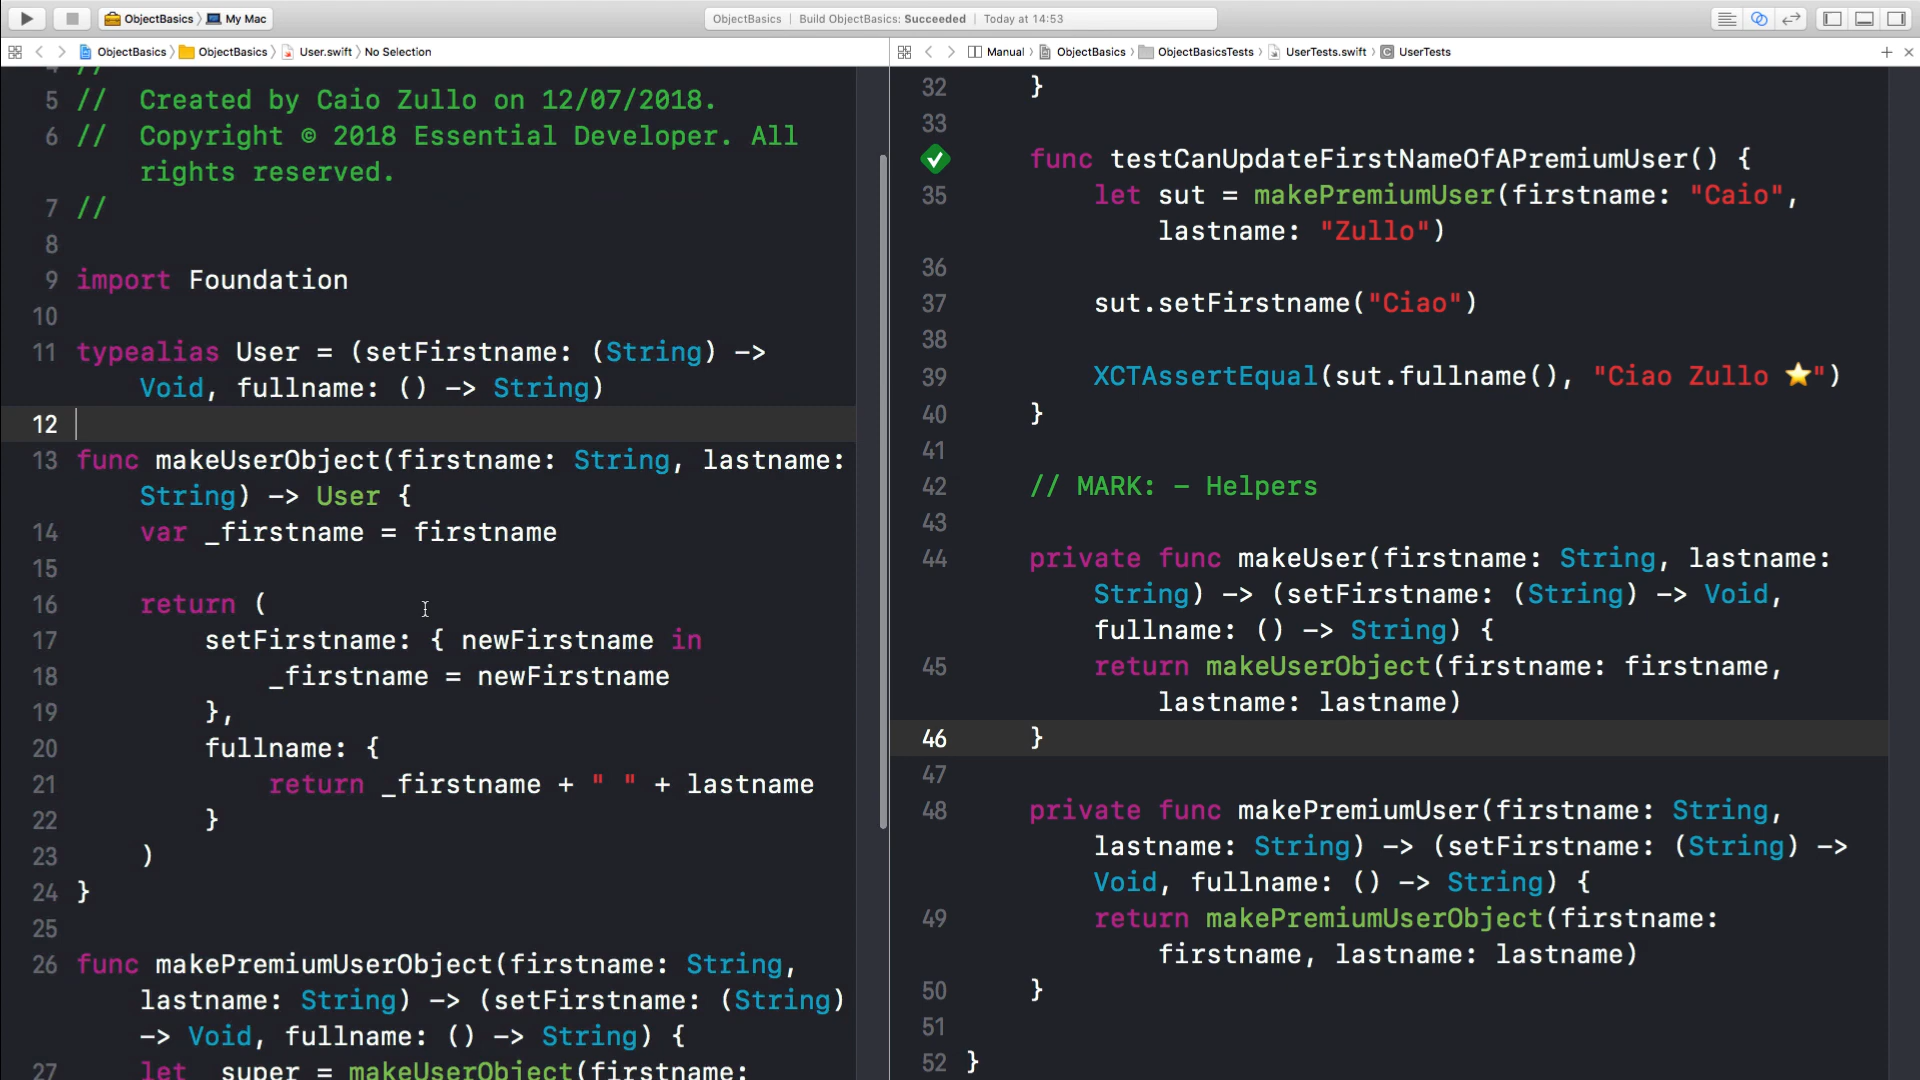 ObjectBasics My Mac
ObjectBasics | Build ObjectBasics: Succeeded | Today at 14:53
ObjectBasics ObjectBasics User.swift No Selection
4 //
5 //  Created by Caio Zullo on 12/07/2018.
6 //  Copyright © 2018 Essential Developer. All
rights reserved.
7 //
8
9 import Foundation
10
11 typealias User = (setFirstname: (String) ->
Void, fullname: () -> String)
12
13 func makeUserObject(firstname: String, lastname:
String) -> User {
14 var _firstname = firstname
15
16 return (
17 setFirstname: { newFirstname in
18 _firstname = newFirstname
19 },
20 fullname: {
21 return _firstname + " " + lastname
22 }
23 )
24 }
25
26 func makePremiumUserObject(firstname: String,
lastname: String) -> (setFirstname: (String)
-> Void, fullname: () -> String) {
27 let _super = makeUserObject(firstname:
Manual ObjectBasics ObjectBasicsTests UserTests.swift UserTests
32 }
33
func testCanUpdateFirstNameOfAPremiumUser() {
35 let sut = makePremiumUser(firstname: "Caio",
lastname: "Zullo")
36
37 sut.setFirstname("Ciao")
38
39 XCTAssertEqual(sut.fullname(), "Ciao Zullo ⭐")
40 }
41
42 // MARK: - Helpers
43
44 private func makeUser(firstname: String, lastname:
String) -> (setFirstname: (String) -> Void,
fullname: () -> String) {
45 return makeUserObject(firstname: firstname,
lastname: lastname)
46 }
47
48 private func makePremiumUser(firstname: String,
lastname: String) -> (setFirstname: (String) ->
Void, fullname: () -> String) {
49 return makePremiumUserObject(firstname:
firstname, lastname: lastname)
50 }
51
52 }